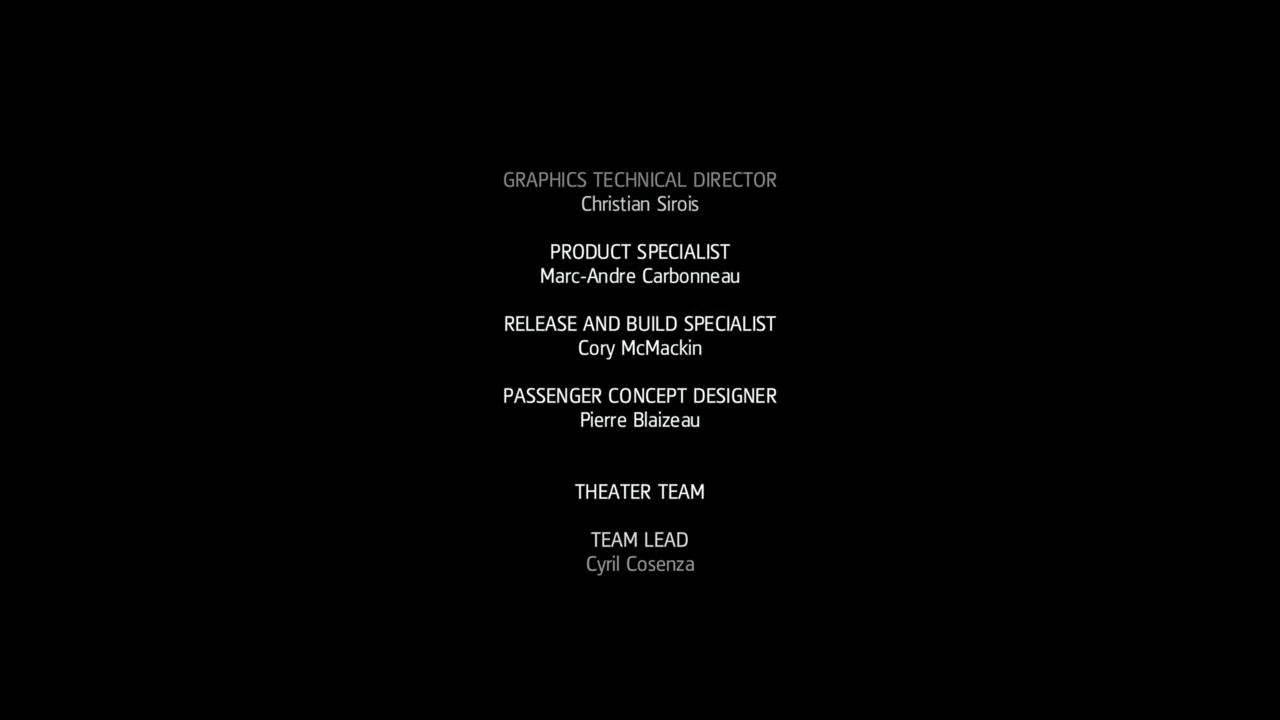 GRAPHICS TECHNICAL DIRECTOR
Christian Sirois
PRODUCT SPECIALIST
Marc-Andre Carbonneau
RELEASE AND BUILD SPECIALIST
Cory McMackin
PASSENGER CONCEPT DESIGNER
Pierre Blaizeau
THEATER TEAM
TEAM LEAD
Cyril Cosenza